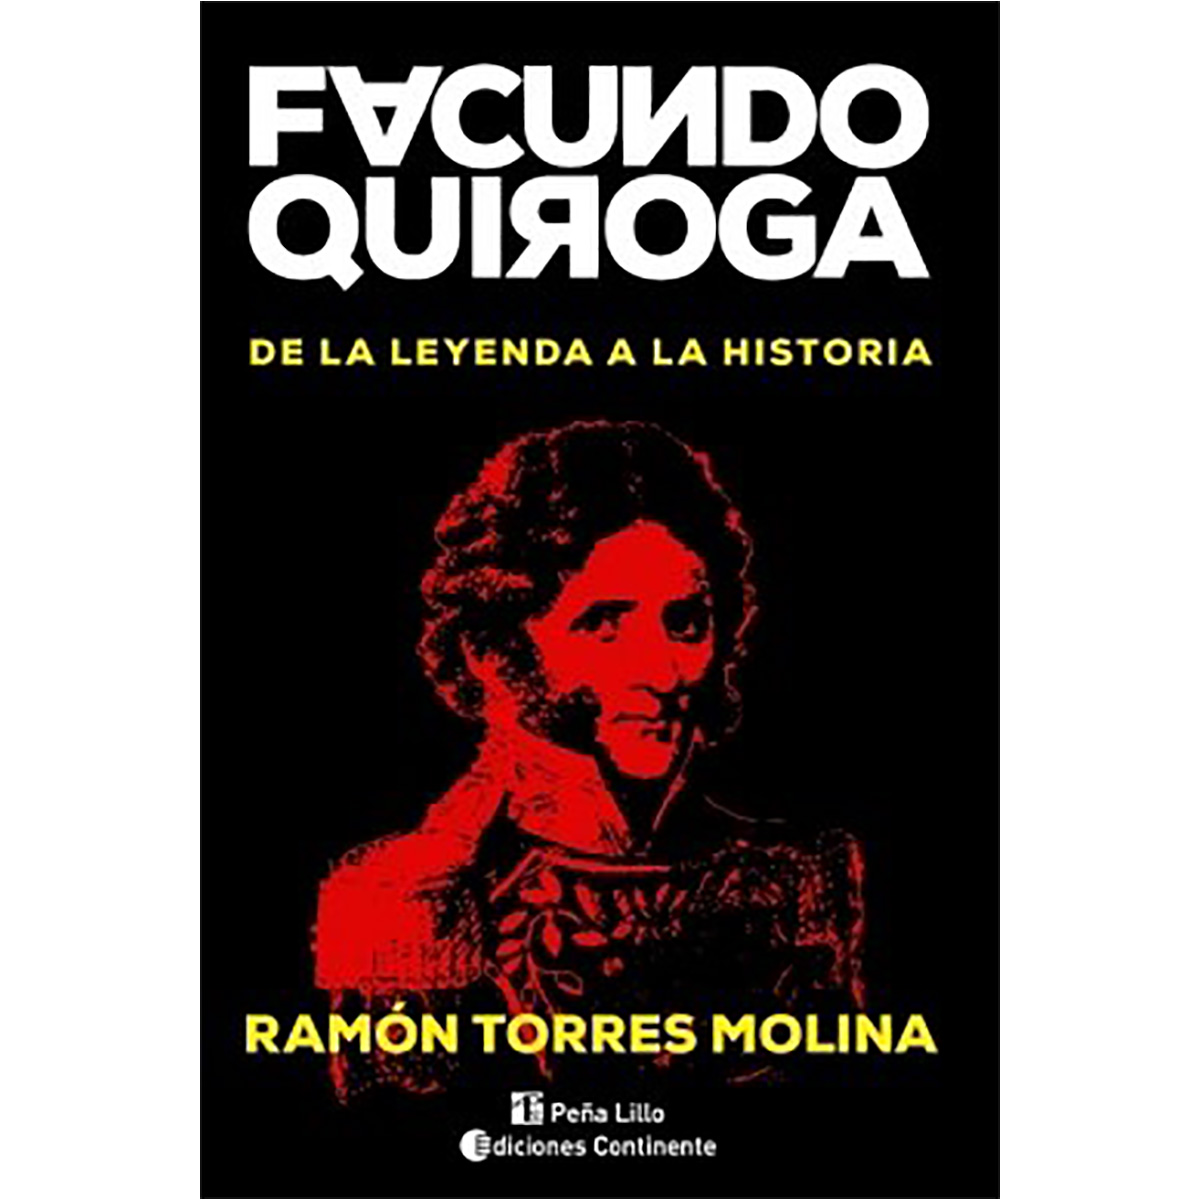 FACUNDO
QUIROGA
DE LA LEYENDA A LA HISTORIA
RAMÓN TORRES MOLINA
Peña Lillo
Ediciones Continente